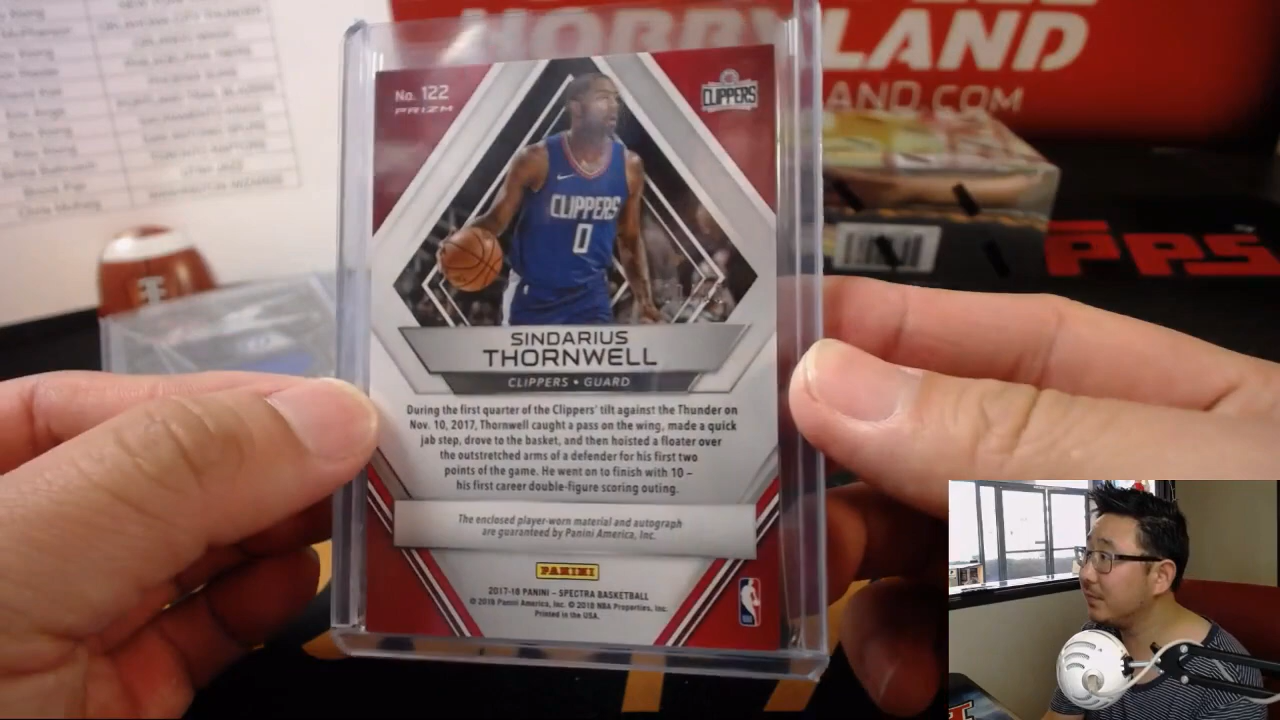 HOBBYLAND
AND.COM
PPS
No. 122
PRIZM
CLIPPERS
CLIPPERS
0
SINDARIUS
THORNWELL
CLIPPERS • GUARD
During the first quarter of the Clippers' tilt against the Thunder on
Nov. 10, 2017, Thornwell caught a pass on the wing, made a quick
jab step, drove to the basket, and then hoisted a floater over
the outstretched arms of a defender for his first two
points of the game. He went on to finish with 10 –
his first career double-figure scoring outing.
The enclosed player-worn material and autograph
are guaranteed by Panini America, Inc.
PANINI
2017-18 PANINI – SPECTRA BASKETBALL
© 2018 Panini America, Inc. © 2018 NBA Properties, Inc.
Printed in the USA.